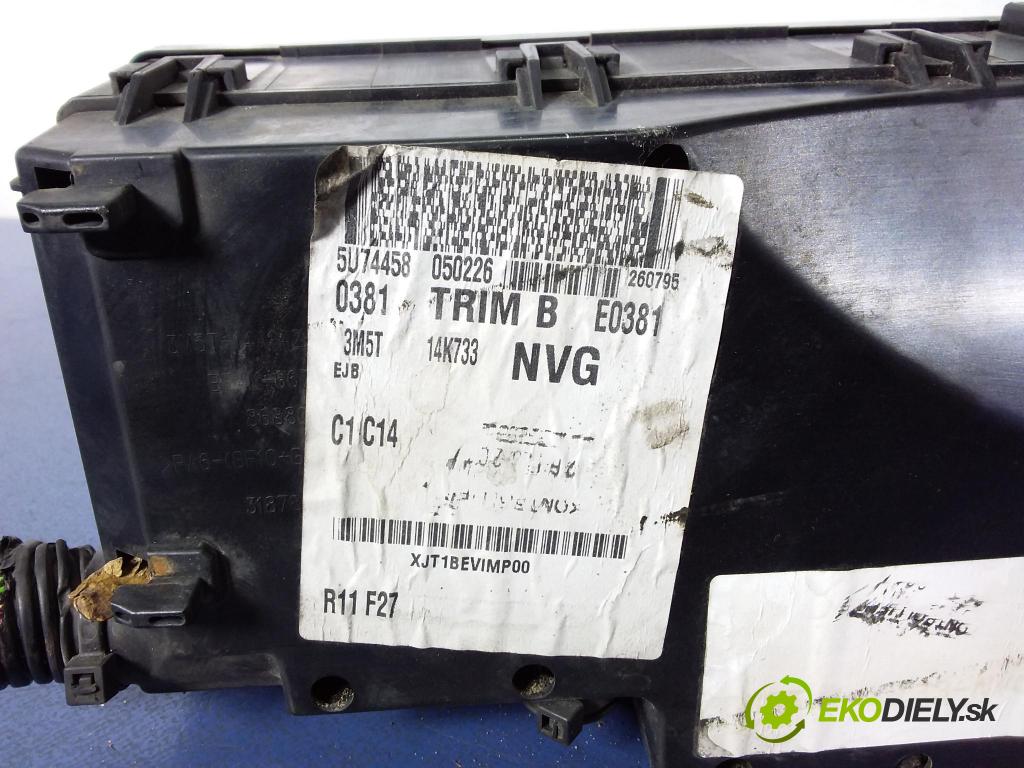 5U74458 050226 260795
0381 TRIM B E0381
3M5T 14K733 NVG
EJB
C1 C14
XJT1BEVIMP00
R11 F27
EKODIELY.sk